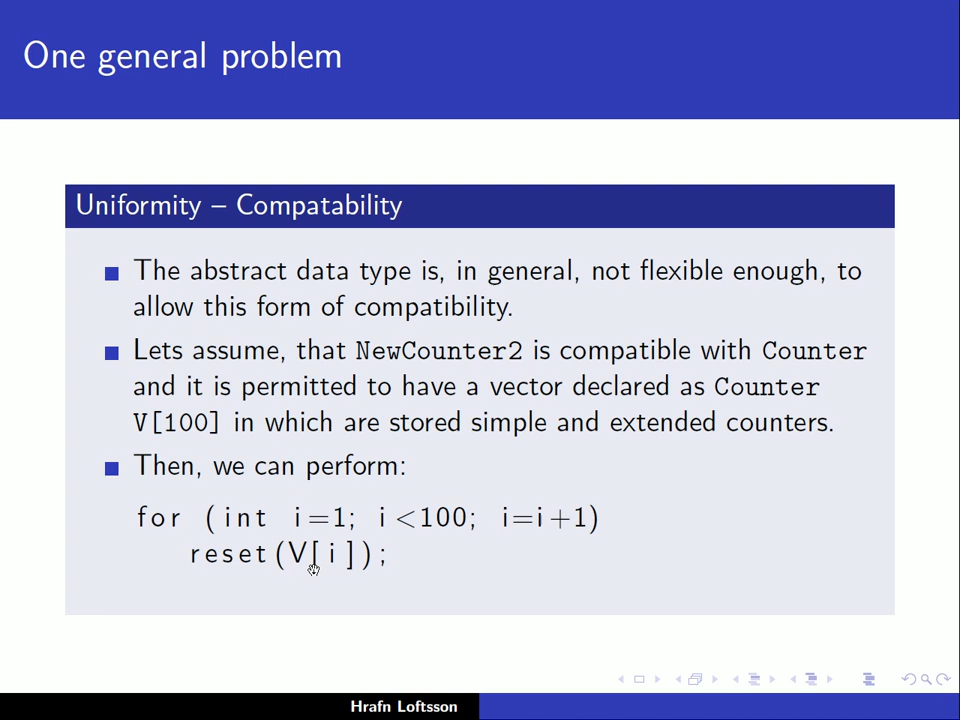 One general problem
Uniformity – Compatability
The abstract data type is, in general, not flexible enough, to
allow this form of compatibility.
Lets assume, that NewCounter2 is compatible with Counter
and it is permitted to have a vector declared as Counter
V[100] in which are stored simple and extended counters.
Then, we can perform:
for (int i=1; i<100; i=i+1)
reset(V[i]);
Hrafn Loftsson